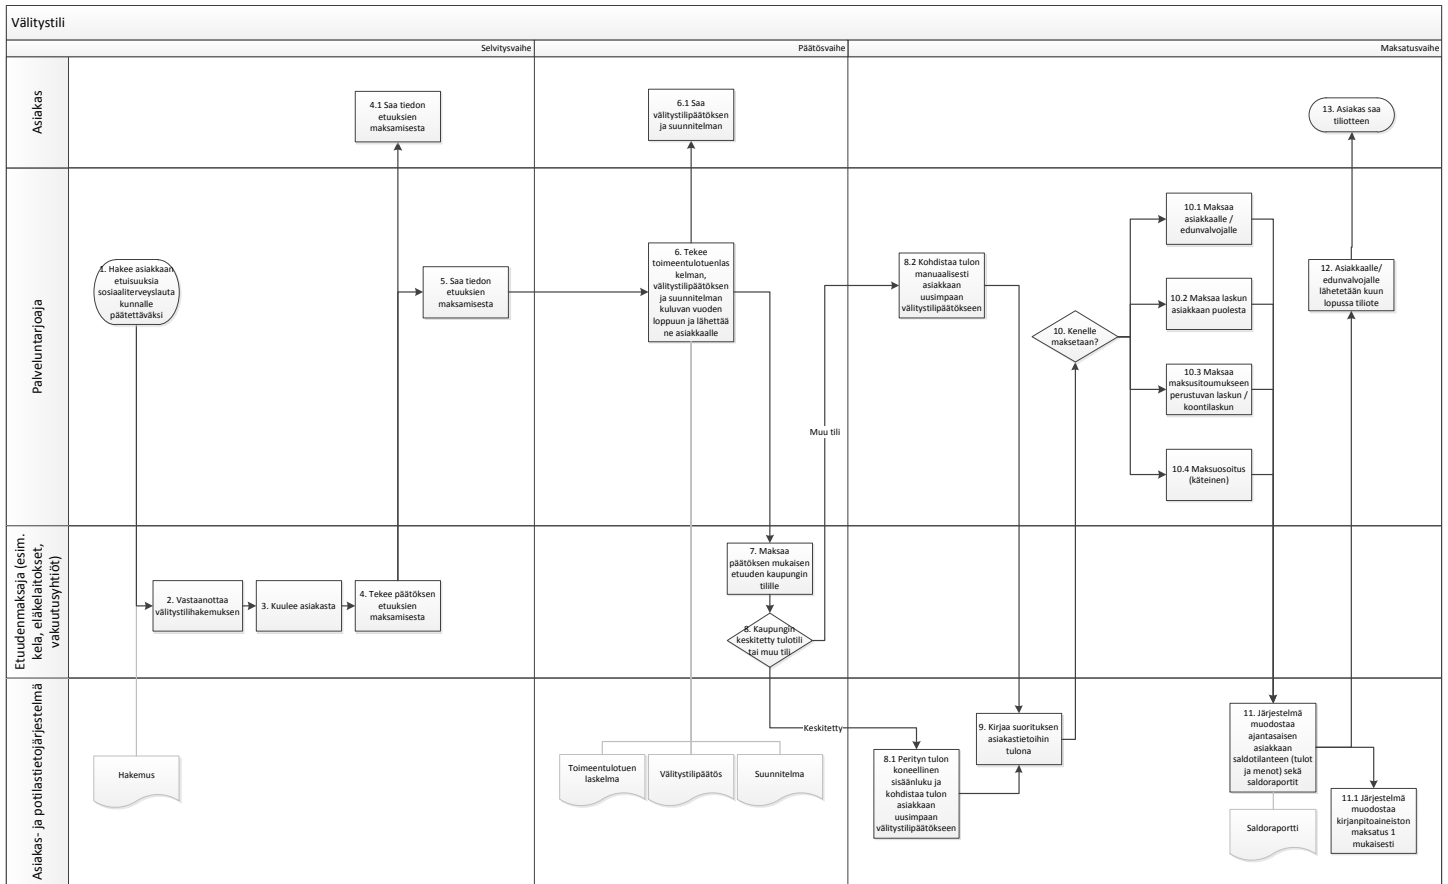 Välitystili
Selvitysvaihe
Päätösvaihe
Maksatusvaihe
Asiakas
4.1 Saa tiedon
etuuksien
maksamisesta
6.1 Saa
välitystilipäätöksen
ja suunnitelman
13. Asiakas saa
tiliotteen
Palveluntarjoaja
1. Hakee asiakkaan
etuisuuksia
sosiaaliterveyslauta
kunnalle
päätettäväksi
5. Saa tiedon
etuuksien
maksamisesta
6. Tekee
toimeentulotuenlas
kelman,
välitystilipäätöksen
ja suunnitelman
kuluvan vuoden
loppuun ja lähettää
ne asiakkaalle
8.2 Kohdistaa tulon
manuaalisesti
asiakkaan
uusimpaan
välitystilipäätökseen
10. Kenelle
maksetaan?
10.1 Maksaa
asiakkaalle /
edunvalvojalle
10.2 Maksaa laskun
asiakkaan puolesta
10.3 Maksaa
maksusitoumukseen
perustuvan laskun /
koontilaskun
10.4 Maksuosoitus
(käteinen)
12. Asiakkaalle/
edunvalvojalle
lähetetään kuun
lopussa tiliote
Muu tili
Etuudenmaksaja (esim.
kela, eläkelaitokset,
vakuutusyhtiöt)
2. Vastaanottaa
välitystilihakemuksen
3. Kuulee asiakasta
4. Tekee päätöksen
etuuksien
maksamisesta
7. Maksaa
päätöksen mukaisen
etuuden kaupungin
tilille
8. Kaupungin
keskitetty tulotili
tai muu tili
Keskitetty
Asiakas- ja potilastietojärjestelmä
Hakemus
Toimeentulotuen
laskelma
Välitystilipäätös
Suunnitelma
8.1 Perityn tulon
koneellinen
sisäänluku ja
kohdistaa tulon
asiakkaan
uusimpaan
välitystilipäätökseen
9. Kirjaa suorituksen
asiakastietoihin
tulona
11. Järjestelmä
muodostaa
ajantasaisen
asiakkaan
saldotilanteen (tulot
ja menot) sekä
saldoraportit
Saldoraportti
11.1 Järjestelmä
muodostaa
kirjanpitoaineiston
maksatus 1
mukaisesti